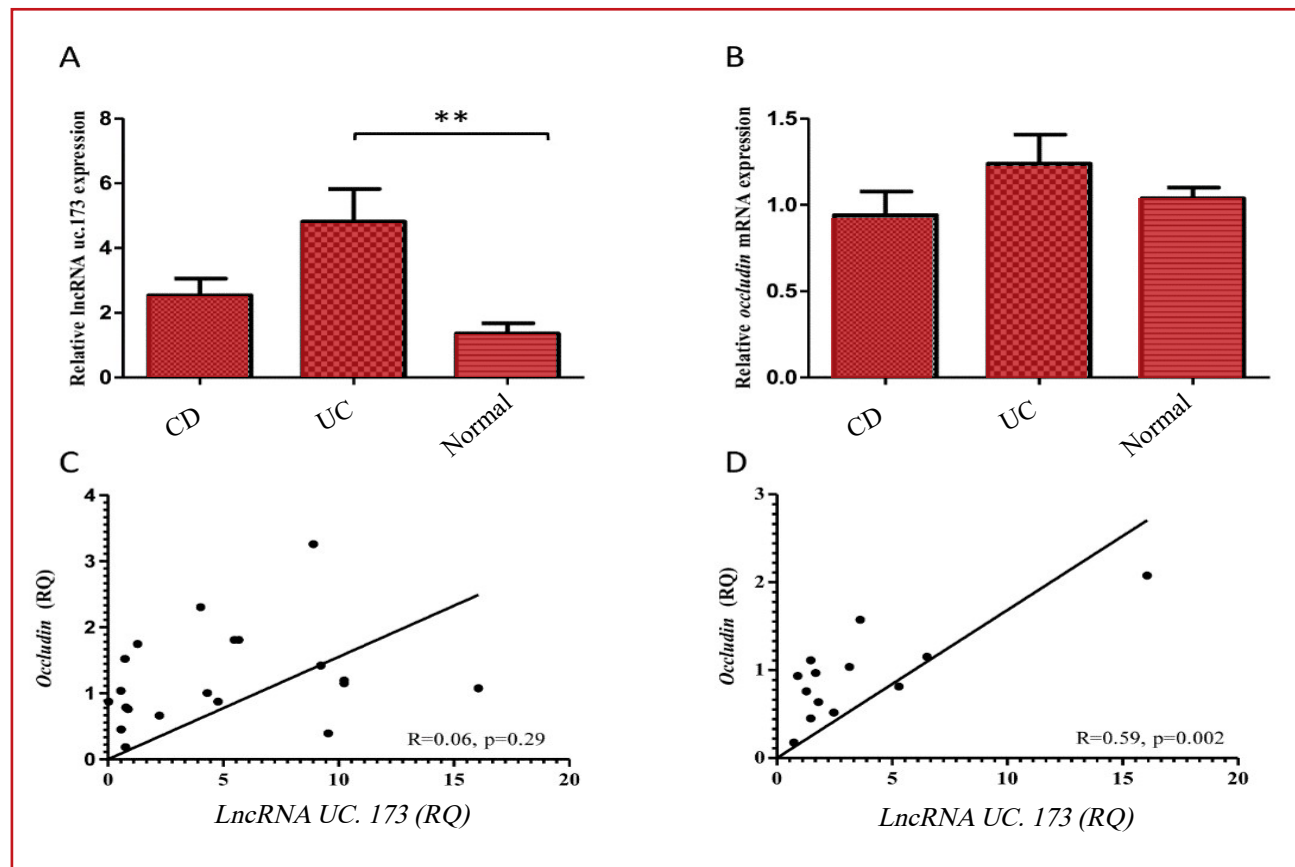 A
Relative lncRNA uc.173 expression
8
6
4
2
0
**
CD
UC
Normal
B
Relative occludin mRNA expression
1.5
1.0
0.5
0.0
CD
UC
Normal
C
Occludin (RQ)
4
3
2
1
0
0
5
10
15
20
R=0.06, p=0.29
LncRNA UC. 173 (RQ)
D
Occludin (RQ)
3
2
1
0
0
5
10
15
20
R=0.59, p=0.002
LncRNA UC. 173 (RQ)